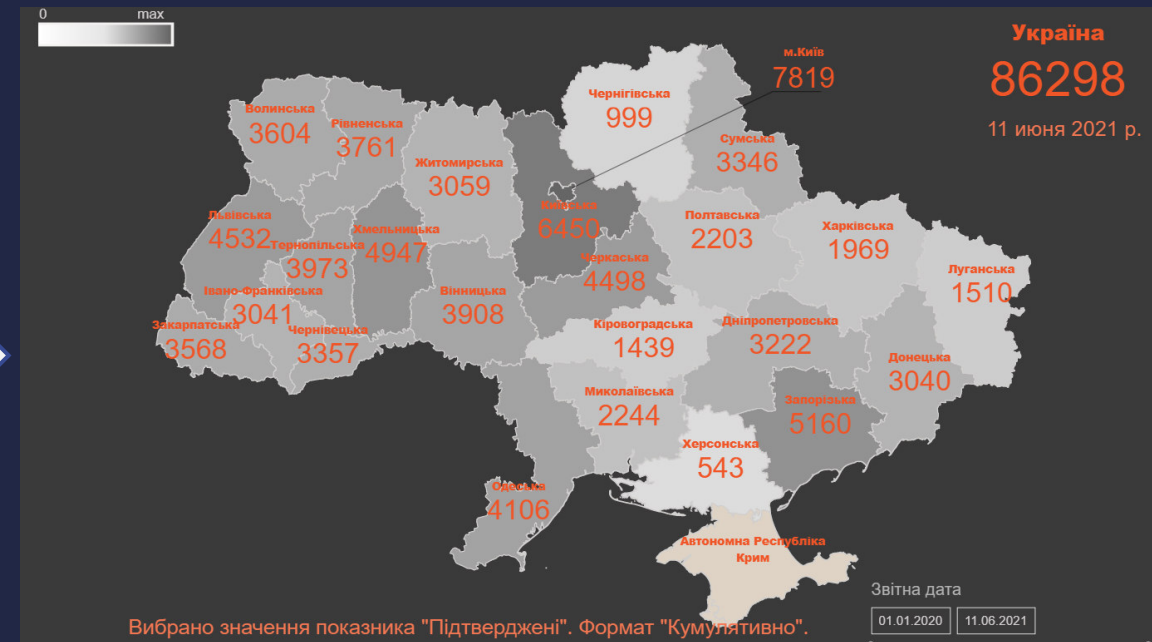 0 max
Україна
86298
11 июня 2021 р.
м.Київ
7819
Чернігівська
999
Волинська
3604
Рівненська
3761
Сумська
3346
Житомирська
3059
Київська
6450
Львівська
4532
Тернопільська
3973
Хмельницька
4947
Полтавська
2203
Харківська
1969
Черкаська
4498
Луганська
1510
Івано-Франківська
3041
Вінницька
3908
Закарпатська
3568
Чернівецька
3357
Кіровоградська
1439
Дніпропетровська
3222
Донецька
3040
Миколаївська
2244
Запорізька
5160
Херсонська
543
Одеська
4106
Автономна Республіка
Крим
Звітна дата
01.01.2020 11.06.2021
Вибрано значення показника "Підтверджені". Формат "Кумулятивно".